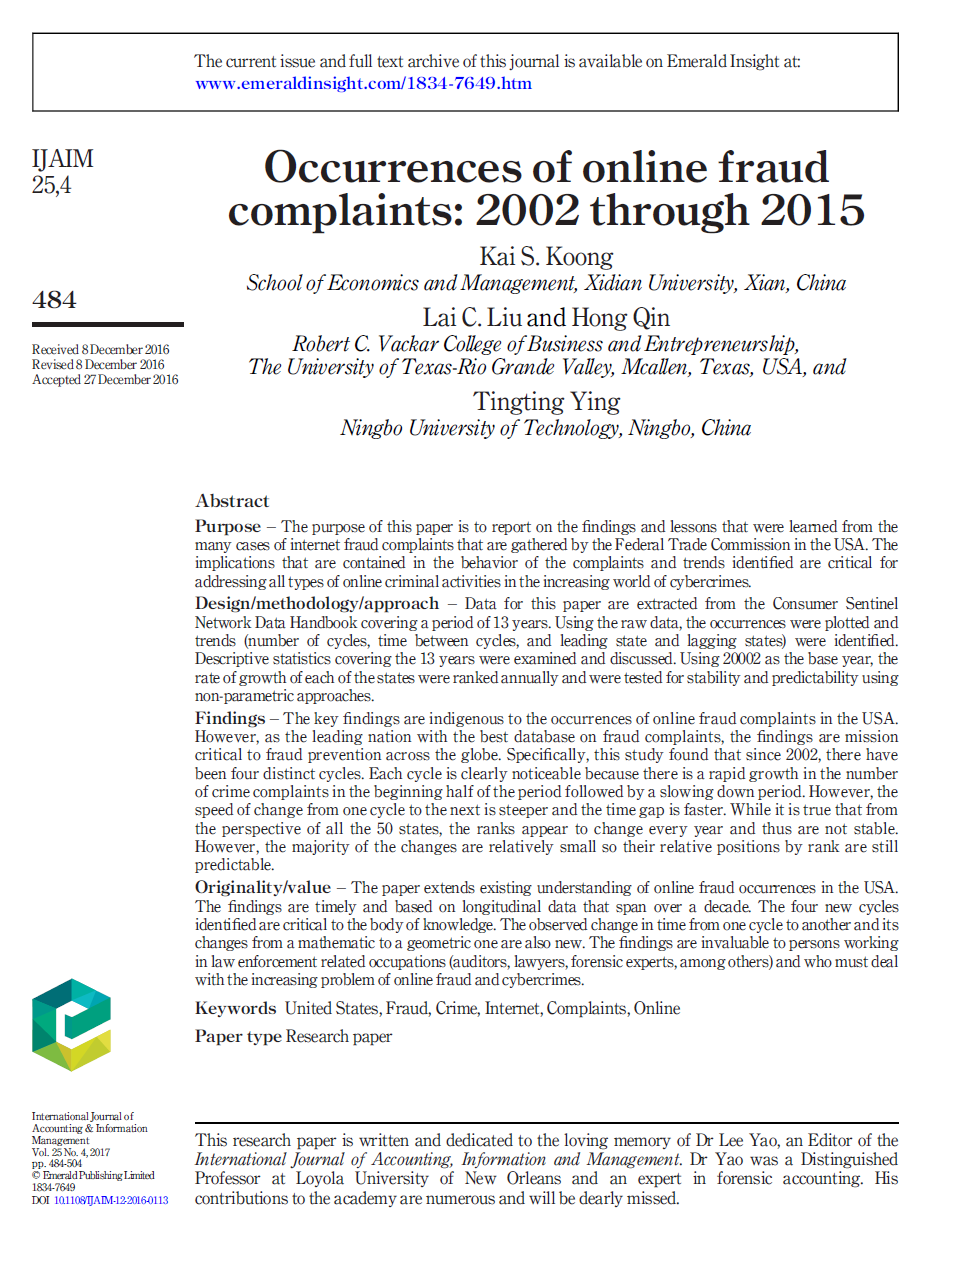 The current issue and full text archive of this journal is available on Emerald Insight at:
www.emeraldinsight.com/1834-7649.htm
IJAIM
25,4
484
Received 8 December 2016
Revised 8 December 2016
Accepted 27 December 2016
Occurrences of online fraud
complaints: 2002 through 2015
Kai S. Koong
School of Economics and Management, Xidian University, Xian, China
Lai C. Liu and Hong Qin
Robert C. Vackar College of Business and Entrepreneurship,
The University of Texas-Rio Grande Valley, Mcallen, Texas, USA, and
Tingting Ying
Ningbo University of Technology, Ningbo, China
Abstract
Purpose – The purpose of this paper is to report on the findings and lessons that were learned from the
many cases of internet fraud complaints that are gathered by the Federal Trade Commission in the USA. The
implications that are contained in the behavior of the complaints and trends identified are critical for
addressing all types of online criminal activities in the increasing world of cybercrimes.
Design/methodology/approach – Data for this paper are extracted from the Consumer Sentinel
Network Data Handbook covering a period of 13 years. Using the raw data, the occurrences were plotted and
trends (number of cycles, time between cycles, and leading state and lagging states) were identified.
Descriptive statistics covering the 13 years were examined and discussed. Using 20002 as the base year, the
rate of growth of each of the states were ranked annually and were tested for stability and predictability using
non-parametric approaches.
Findings – The key findings are indigenous to the occurrences of online fraud complaints in the USA.
However, as the leading nation with the best database on fraud complaints, the findings are mission
critical to fraud prevention across the globe. Specifically, this study found that since 2002, there have
been four distinct cycles. Each cycle is clearly noticeable because there is a rapid growth in the number
of crime complaints in the beginning half of the period followed by a slowing down period. However, the
speed of change from one cycle to the next is steeper and the time gap is faster. While it is true that from
the perspective of all the 50 states, the ranks appear to change every year and thus are not stable.
However, the majority of the changes are relatively small so their relative positions by rank are still
predictable.
Originality/value – The paper extends existing understanding of online fraud occurrences in the USA.
The findings are timely and based on longitudinal data that span over a decade. The four new cycles
identified are critical to the body of knowledge. The observed change in time from one cycle to another and its
changes from a mathematic to a geometric one are also new. The findings are invaluable to persons working
in law enforcement related occupations (auditors, lawyers, forensic experts, among others) and who must deal
with the increasing problem of online fraud and cybercrimes.
Keywords United States, Fraud, Crime, Internet, Complaints, Online
Paper type Research paper
International Journal of
Accounting & Information
Management
Vol. 25 No. 4, 2017
pp. 484-504
© Emerald Publishing Limited
1834-7649
DOI 10.1108/IJAIM-12-2016-0113
This research paper is written and dedicated to the loving memory of Dr Lee Yao, an Editor of the
International Journal of Accounting, Information and Management. Dr Yao was a Distinguished
Professor at Loyola University of New Orleans and an expert in forensic accounting. His
contributions to the academy are numerous and will be dearly missed.